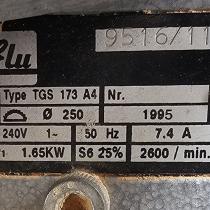 elu
9516/11
Type TGS 173 A4 Nr.
Ø 250 1995
240V 1~ 50 Hz 7.4 A
1.65KW S6 25% 2600 / min.